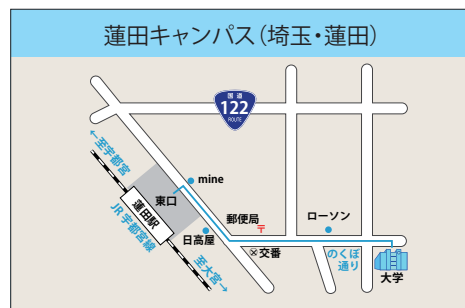 蓮田キャンパス(埼玉・蓮田)
国道
122
ROUTE
←至宇都宮
mine
東口
蓮田駅
JR宇都宮線
郵便局
〒
ローソン
日高屋
交番
のくぼ
通り
至大宮→
大学